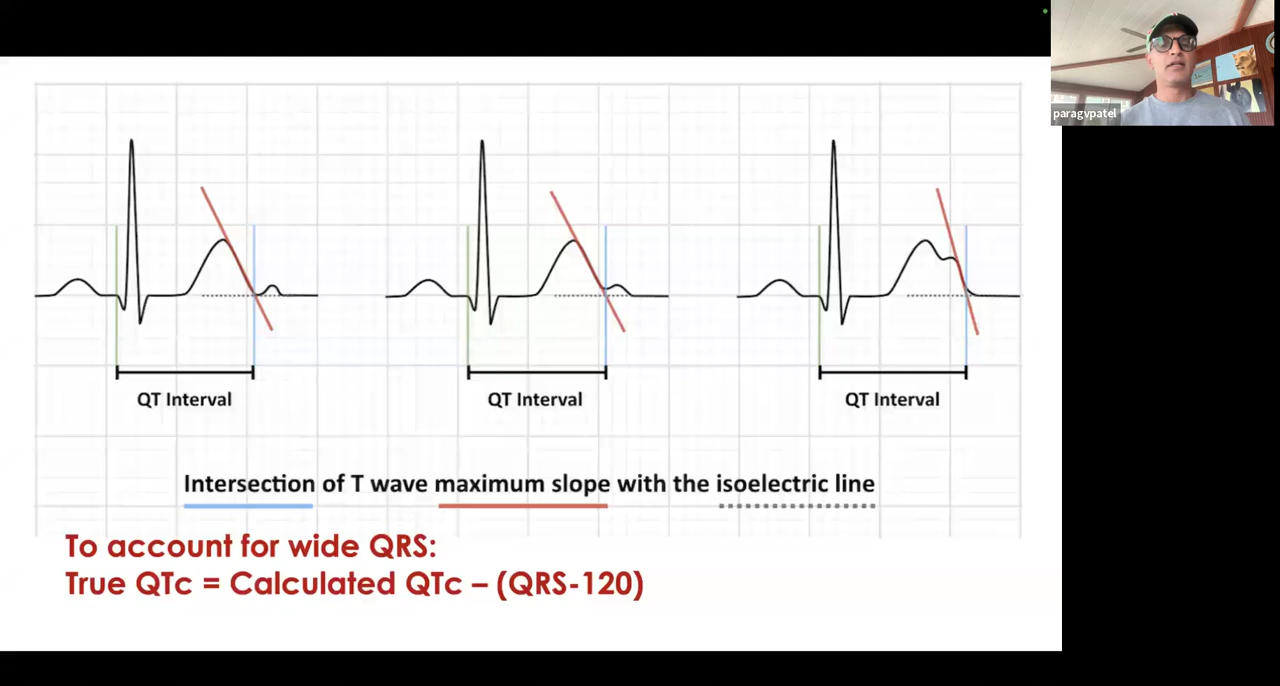 paragvpatel
QT Interval
QT Interval
QT Interval
Intersection of T wave maximum slope with the isoelectric line
To account for wide QRS:
True QTc = Calculated QTc – (QRS-120)